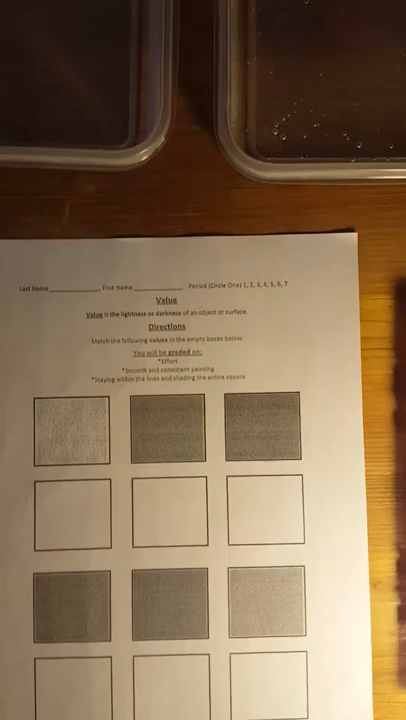 Last Name ____________, First Name ____________. Period (Circle One) 1, 2, 3, 4, 5, 6, 7
Value
Value is the lightness or darkness of an object or surface.
Directions
Match the following values in the empty boxes below.
You will be graded on:
*Effort
*Smooth and consistent painting
*Staying within the lines and shading the entire square